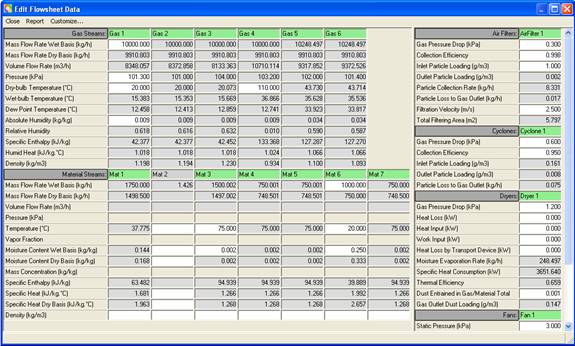 Edit Flowsheet Data
Close Report Customize...
Gas Streams: Gas 1 Gas 2 Gas 3 Gas 4 Gas 5 Gas 6
Mass Flow Rate Wet Basis (kg/h) 10000.000 10000.000 10000.000 10000.000 10248.497 10248.497
Mass Flow Rate Dry Basis (kg/h) 9910.803 9910.803 9910.803 9910.803 9910.803 9910.803
Volume Flow Rate (m3/h) 8348.057 8372.858 8133.363 10710.114 9317.852 9372.526
Pressure (kPa) 101.300 101.000 104.000 103.200 102.000 101.400
Dry-bulb Temperature (°C) 20.000 20.000 20.073 110.000 43.730 43.714
Wet-bulb Temperature (°C) 15.383 15.353 15.669 36.866 35.628 35.536
Dew Point Temperature (°C) 12.458 12.413 12.859 12.741 33.923 33.817
Absolute Humidity (kg/kg) 0.009 0.009 0.009 0.009 0.034 0.034
Relative Humidity 0.618 0.616 0.632 0.010 0.590 0.587
Specific Enthalpy (kJ/kg) 42.377 42.377 42.452 133.368 127.287 127.270
Humid Heat (kJ/kg.°C) 1.018 1.018 1.018 1.024 1.066 1.066
Density (kg/m3) 1.198 1.194 1.230 0.934 1.100 1.093
Material Streams: Mat 1 Mat 2 Mat 3 Mat 4 Mat 5 Mat 6 Mat 7
Mass Flow Rate Wet Basis (kg/h) 1750.000 1.426 1500.002 750.001 750.001 1000.000 750.000
Mass Flow Rate Dry Basis (kg/h) 1498.500 1497.002 748.501 748.501 750.000 748.500
Volume Flow Rate (m3/h)
Pressure (kPa)
Temperature (°C) 37.775 75.000 75.000 75.000 20.000 75.000
Vapor Fraction
Moisture Content Wet Basis (kg/kg) 0.144 0.002 0.002 0.002 0.250 0.002
Moisture Content Dry Basis (kg/kg) 0.168 0.002 0.002 0.002 0.333 0.002
Mass Concentration (kg/kg)
Specific Enthalpy (kJ/kg) 63.482 94.939 94.939 94.939 39.889 94.939
Specific Heat (kJ/kg.°C) 1.681 1.266 1.266 1.266 1.992 1.266
Specific Heat Dry Basis (kJ/kg.°C) 1.963 1.268 1.268 1.268 2.657 1.268
Density (kg/m3)
Air Filters: AirFilter 1
Gas Pressure Drop (kPa) 0.300
Collection Efficiency 0.998
Inlet Particle Loading (g/m3) 1.000
Outlet Particle Loading (g/m3) 0.002
Particle Collection Rate (kg/h) 8.331
Particle Loss to Gas Outlet (kg/h) 0.017
Filtration Velocity (m/s) 2.500
Total Filtering Area (m2) 5.797
Cyclones: Cyclone 1
Gas Pressure Drop (kPa) 0.600
Collection Efficiency 0.950
Inlet Particle Loading (g/m3) 0.161
Outlet Particle Loading (g/m3) 0.008
Particle Loss to Gas Outlet (kg/h) 0.075
Dryers: Dryer 1
Gas Pressure Drop (kPa) 1.200
Heat Loss (kW) 0.000
Heat Input (kW) 0.000
Work Input (kW) 0.000
Heat Loss by Transport Device (kW) 0.000
Moisture Evaporation Rate (kg/h) 248.497
Specific Heat Consumption (kW) 3651.640
Thermal Efficiency 0.659
Dust Entrained in Gas/Material Total 0.001
Gas Outlet Dust Loading (g/m3) 0.147
Fans: Fan 1
Static Pressure (kPa) 3.000